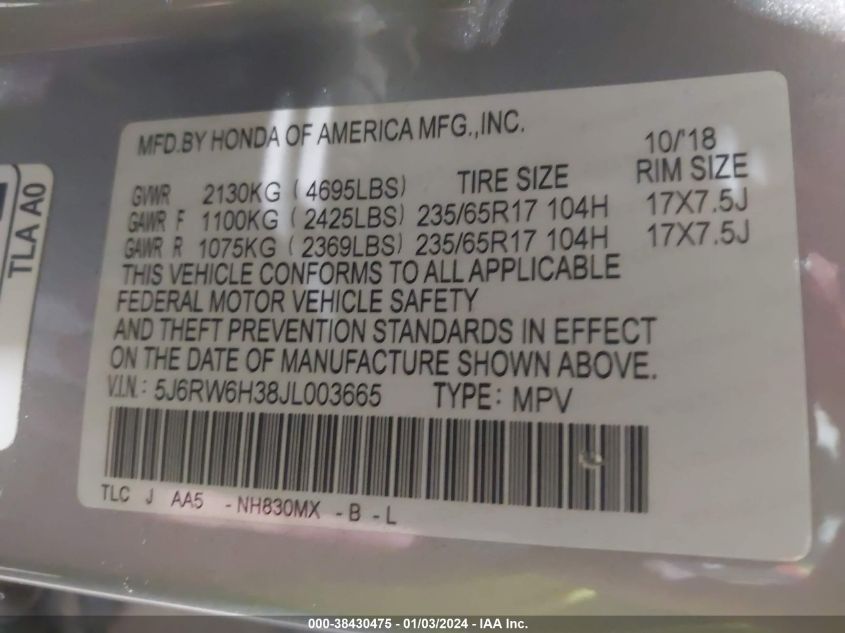 MFD.BY HONDA OF AMERICA MFG.,INC.
10/'18
GVWR 2130KG (4695LBS) TIRE SIZE RIM SIZE
GAWR F 1100KG (2425LBS) 235/65R17 104H 17X7.5J
GAWR R 1075KG (2369LBS) 235/65R17 104H 17X7.5J
THIS VEHICLE CONFORMS TO ALL APPLICABLE
FEDERAL MOTOR VEHICLE SAFETY
AND THEFT PREVENTION STANDARDS IN EFFECT
ON THE DATE OF MANUFACTURE SHOWN ABOVE.
V.I.N.: 5J6RW6H38JL003665 TYPE: MPV
TLC J AA5 -NH830MX -B -L
TLA A0
000-38430475 - 01/03/2024 - IAA Inc.